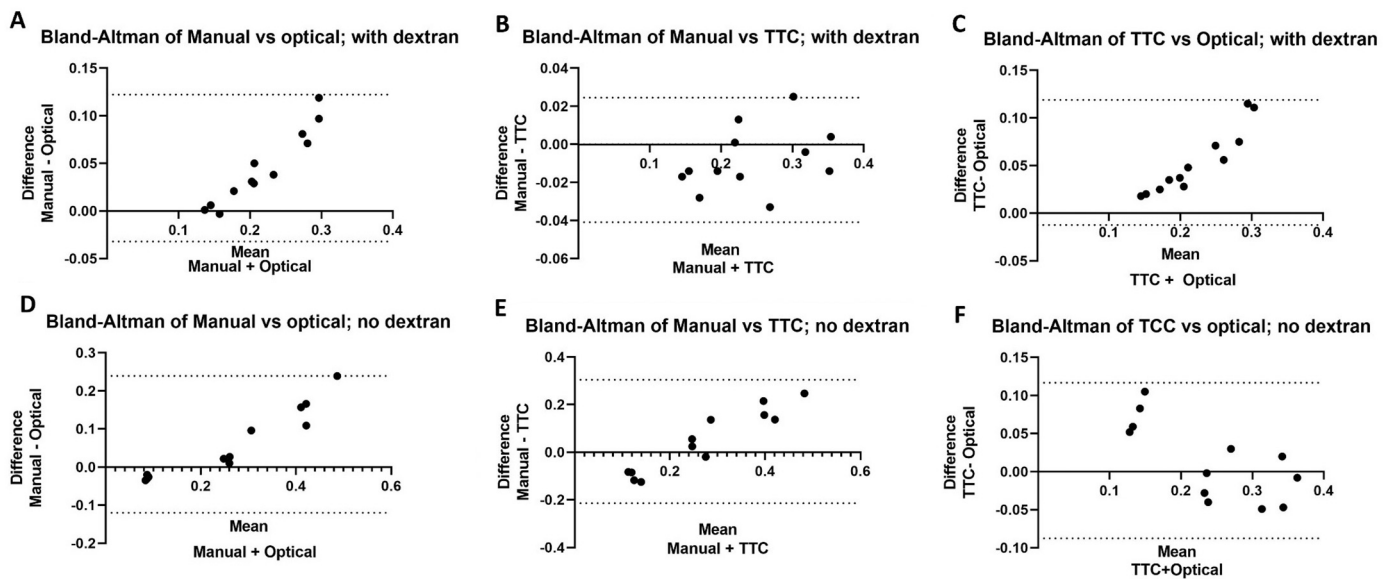 A
Bland-Altman of Manual vs optical; with dextran
0.15
0.10
0.05
0.00
-0.05
0.1
0.2
0.3
0.4
Difference
Manual - Optical
Mean
Manual + Optical
B
Bland-Altman of Manual vs TTC; with dextran
0.04
0.02
0.00
-0.02
-0.04
-0.06
0.1
0.2
0.3
0.4
Difference
Manual - TTC
Mean
Manual + TTC
C
Bland-Altman of TTC vs Optical; with dextran
0.15
0.10
0.05
0.00
-0.05
0.1
0.2
0.3
0.4
Difference
TTC- Optical
Mean
TTC + Optical
D
Bland-Altman of Manual vs optical; no dextran
0.3
0.2
0.1
0.0
-0.1
-0.2
0.2
0.4
0.6
Difference
Manual - Optical
Mean
Manual + Optical
E
Bland-Altman of Manual vs TTC; no dextran
0.4
0.2
0.0
-0.2
-0.4
0.2
0.4
0.6
Difference
Manual - TTC
Mean
Manual + TTC
F
Bland-Altman of TCC vs optical; no dextran
0.15
0.10
0.05
0.00
-0.05
-0.10
0.1
0.2
0.3
0.4
Difference
TTC- Optical
Mean
TTC+Optical